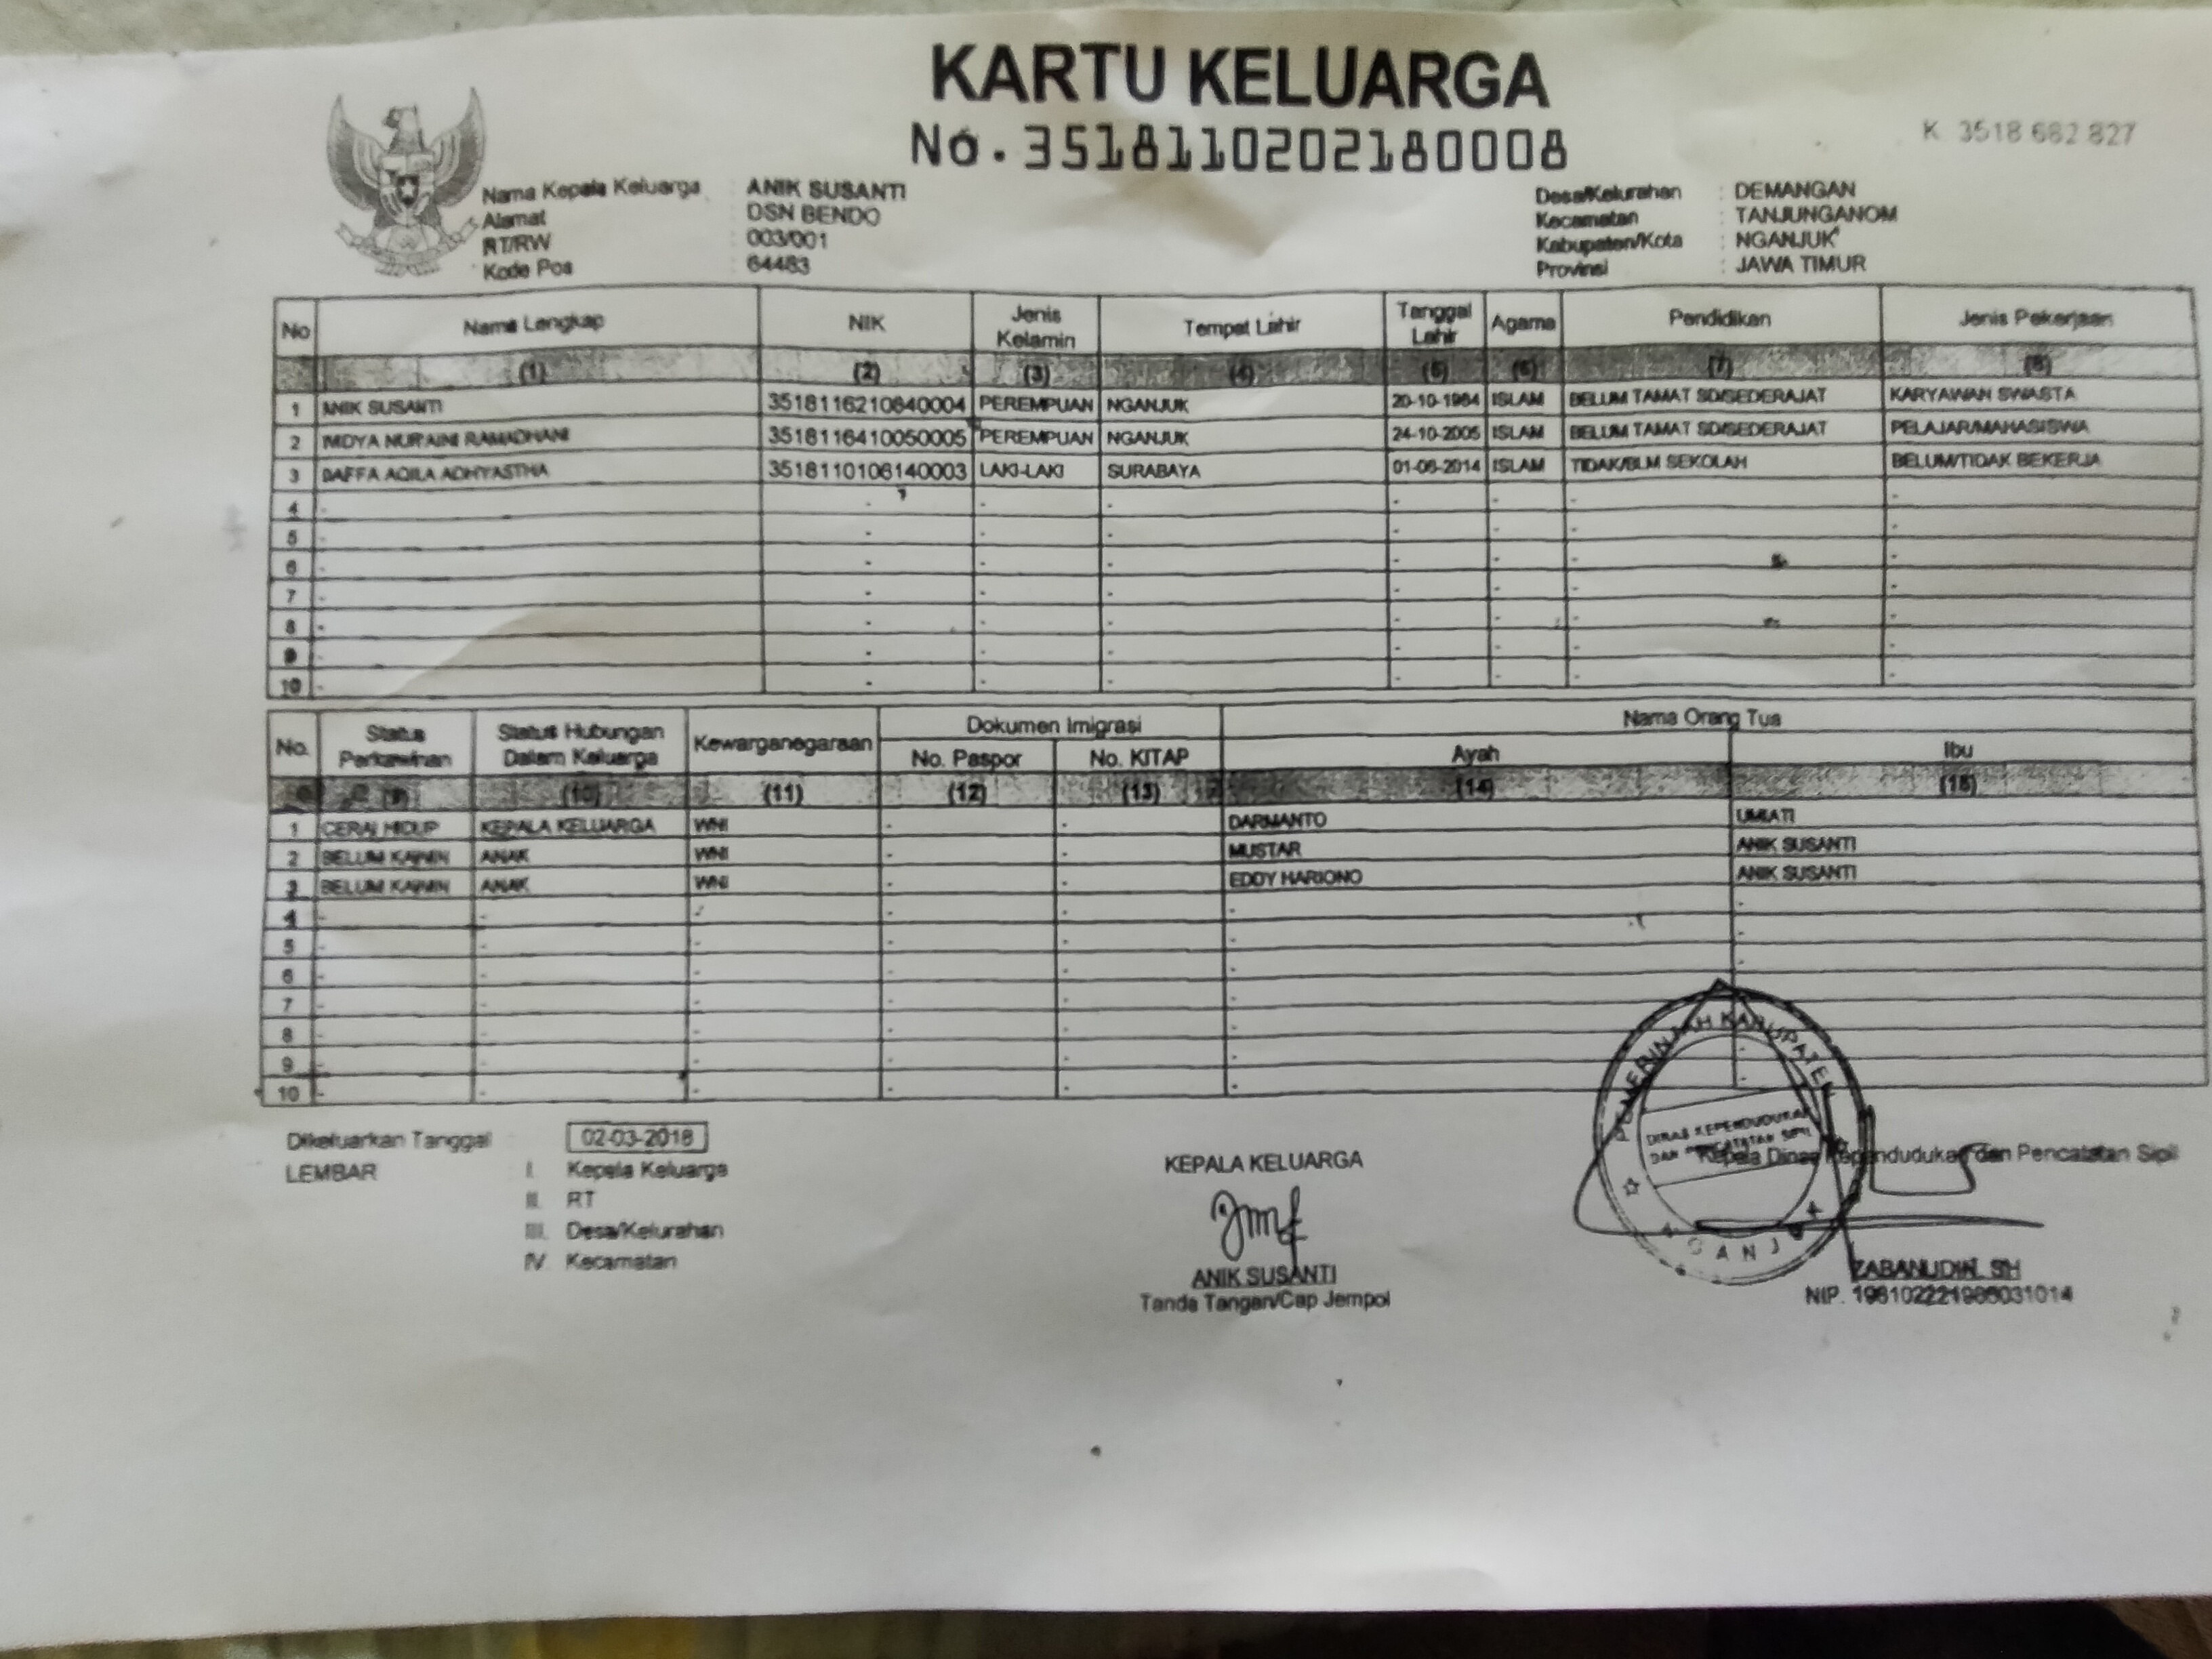 KARTU KELUARGA
No. 3518110202180008
K. 3518 682 827
Nama Kepala Keluarga : ANIK SUSANTI
Alamat : DSN BENDO
RT/RW : 003/001
Kode Pos : 64483
Desa/Kelurahan : DEMANGAN
Kecamatan : TANJUNGANOM
Kabupaten/Kota : NGANJUK
Provinsi : JAWA TIMUR
No Nama Lengkap NIK Jenis Kelamin Tempat Lahir Tanggal Lahir Agama Pendidikan Jenis Pekerjaan
(1) (2) (3) (4) (5) (6) (7) (8)
1 ANIK SUSANTI 3518116210840004 PEREMPUAN NGANJUK 20-10-1984 ISLAM BELUM TAMAT SD/SEDERAJAT KARYAWAN SWASTA
2 NURAINI RAMADHANI 3518116410050005 PEREMPUAN NGANJUK 24-10-2005 ISLAM BELUM TAMAT SD/SEDERAJAT PELAJAR/MAHASISWA
3 AQILA ADHYASTHA 3518110106140003 LAKI-LAKI SURABAYA 01-06-2014 ISLAM TIDAK/BLM SEKOLAH BELUM/TIDAK BEKERJA
4 - - - - - - - -
5 - - - - - - - -
6 - - - - - - - -
7 - - - - - - - -
8 - - - - - - - -
9 - - - - - - - -
10 - - - - - - - -
No. Status Perkawinan Status Hubungan Dalam Keluarga Kewarganegaraan Dokumen Imigrasi Nama Orang Tua
No. Paspor No. KITAP Ayah Ibu
(9) (10) (11) (12) (13) (14) (15)
1 CERAI HIDUP KEPALA KELUARGA WNI - - DARMANTO UMIATI
2 BELUM KAWIN ANAK WNI - - MUSTAR ANIK SUSANTI
3 BELUM KAWIN ANAK WNI - - EDDY HARIONO ANIK SUSANTI
4 - - - - - - -
5 - - - - - - -
6 - - - - - - -
7 - - - - - - -
8 - - - - - - -
9 - - - - - - -
10 - - - - - - -
Dikeluarkan Tanggal : 02-03-2018
LEMBAR : I. Kepala Keluarga
II. RT
III. Desa/Kelurahan
IV. Kecamatan
KEPALA KELUARGA
ANIK SUSANTI
Tanda Tangan/Cap Jempol
PEMERINTAH KABUPATEN
DINAS KEPENDUDUKAN
DAN PENCATATAN SIPIL
NGANJUK
Kepala Dinas Kependudukan dan Pencatatan Sipil
ZABANUDIN, SH
NIP. 196102221986031014